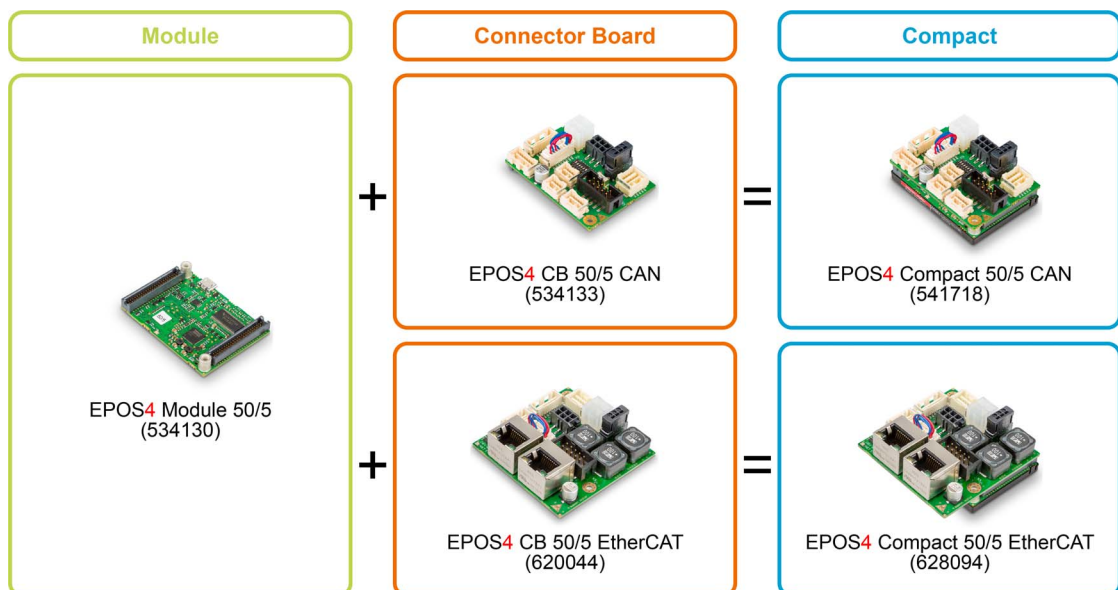 Module
Connector Board
Compact
+
=
EPOS4 CB 50/5 CAN
(534133)
EPOS4 Compact 50/5 CAN
(541718)
EPOS4 Module 50/5
(534130)
+
=
EPOS4 CB 50/5 EtherCAT
(620044)
EPOS4 Compact 50/5 EtherCAT
(628094)